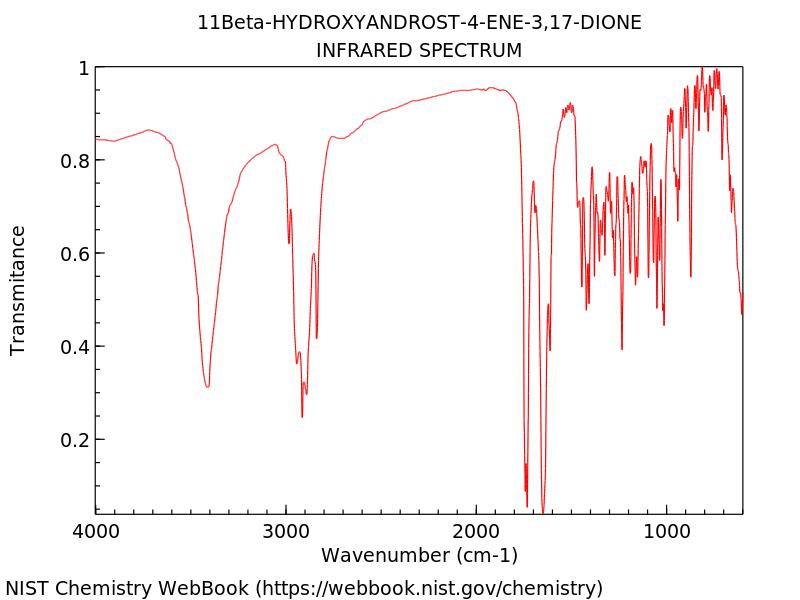 11Beta-HYDROXYANDROST-4-ENE-3,17-DIONE
INFRARED SPECTRUM
1
0.8
0.6
0.4
0.2
Transmitance
4000 3000 2000 1000
Wavenumber (cm-1)
NIST Chemistry WebBook (https://webbook.nist.gov/chemistry)